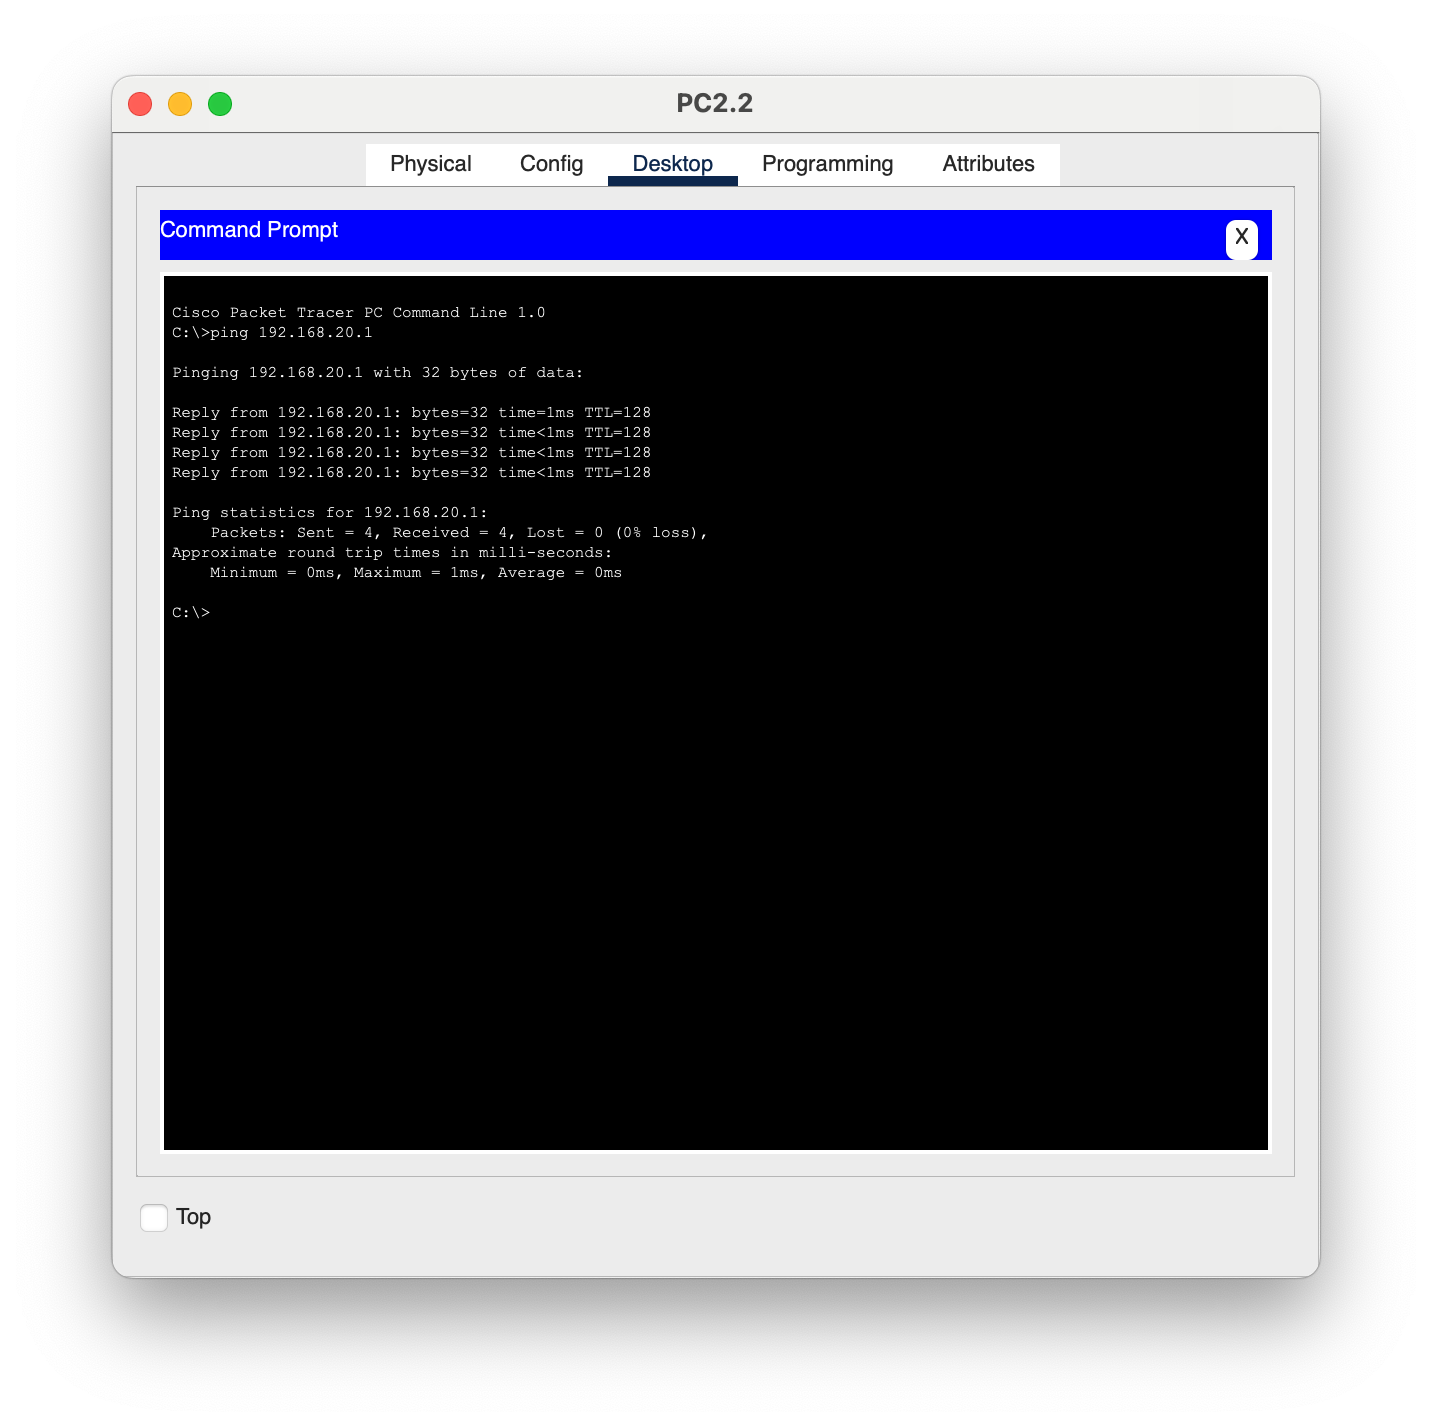 PC2.2
Physical Config Desktop Programming Attributes
Command Prompt
X
Cisco Packet Tracer PC Command Line 1.0
C:\>ping 192.168.20.1
Pinging 192.168.20.1 with 32 bytes of data:
Reply from 192.168.20.1: bytes=32 time=1ms TTL=128
Reply from 192.168.20.1: bytes=32 time<1ms TTL=128
Reply from 192.168.20.1: bytes=32 time<1ms TTL=128
Reply from 192.168.20.1: bytes=32 time<1ms TTL=128
Ping statistics for 192.168.20.1:
    Packets: Sent = 4, Received = 4, Lost = 0 (0% loss),
Approximate round trip times in milli-seconds:
    Minimum = 0ms, Maximum = 1ms, Average = 0ms
C:\>
Top